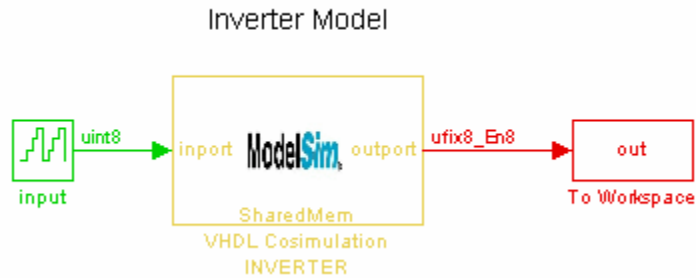 Inverter Model
uint8
ufix8_En8
inport
ModelSim
outport
out
input
To Workspace
SharedMem
VHDL Cosimulation
INVERTER